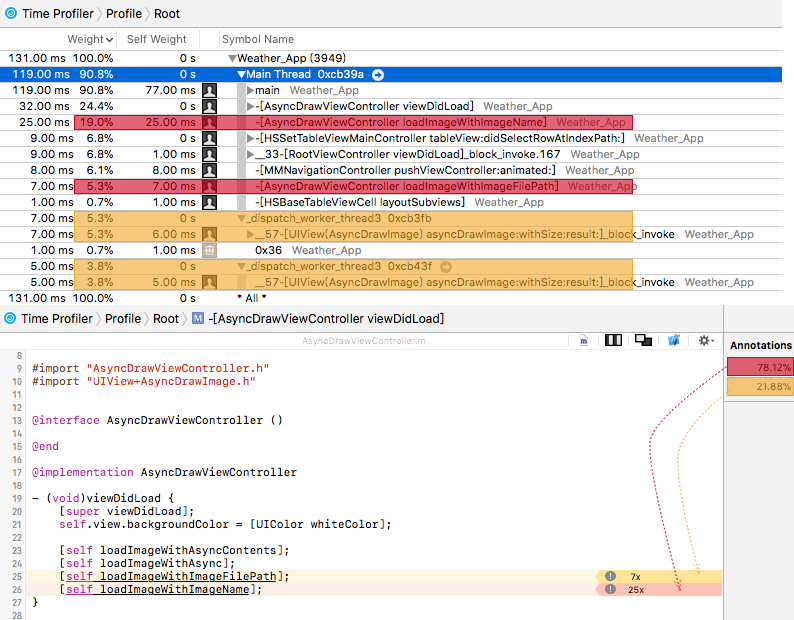 Time Profiler Profile Root
Weight Self Weight Symbol Name
131.00 ms 100.0% 0 s Weather_App (3949)
119.00 ms 90.8% 0 s Main Thread 0xcb39a
119.00 ms 90.8% 77.00 ms main Weather_App
32.00 ms 24.4% 0 s -[AsyncDrawViewController viewDidLoad] Weather_App
25.00 ms 19.0% 25.00 ms -[AsyncDrawViewController loadImageWithImageName] Weather_App
9.00 ms 6.8% 0 s -[HSSetTableViewMainController tableView:didSelectRowAtIndexPath:] Weather_App
9.00 ms 6.8% 1.00 ms __33-[RootViewController viewDidLoad]_block_invoke.167 Weather_App
8.00 ms 6.1% 8.00 ms -[MMNavigationController pushViewController:animated:] Weather_App
7.00 ms 5.3% 7.00 ms -[AsyncDrawViewController loadImageWithImageFilePath] Weather_App
1.00 ms 0.7% 1.00 ms -[HSBaseTableViewCell layoutSubviews] Weather_App
7.00 ms 5.3% 0 s _dispatch_worker_thread3 0xcb3fb
7.00 ms 5.3% 6.00 ms __57-[UIView(AsyncDrawImage) asyncDrawImage:withSize:result:]_block_invoke Weather_App
1.00 ms 0.7% 1.00 ms 0x36 Weather_App
5.00 ms 3.8% 0 s _dispatch_worker_thread3 0xcb43f
5.00 ms 3.8% 5.00 ms __57-[UIView(AsyncDrawImage) asyncDrawImage:withSize:result:]_block_invoke Weather_App
131.00 ms 100.0% 0 s * All *
Time Profiler Profile Root M -[AsyncDrawViewController viewDidLoad]
AsyncDrawViewController.m m
Annotations
78.12%
21.88%
8
9 #import "AsyncDrawViewController.h"
10 #import "UIView+AsyncDrawImage.h"
11
12
13 @interface AsyncDrawViewController ()
14
15 @end
16
17 @implementation AsyncDrawViewController
18
19 - (void)viewDidLoad {
20 [super viewDidLoad];
21 self.view.backgroundColor = [UIColor whiteColor];
22
23 [self loadImageWithAsyncContents];
24 [self loadImageWithAsync];
25 [self loadImageWithImageFilePath]; 7x
26 [self loadImageWithImageName]; 25x
27 }
28